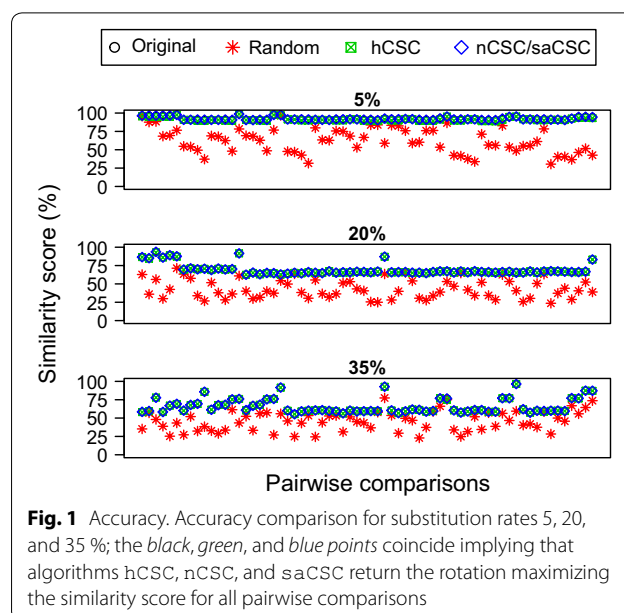 Original Random hCSC nCSC/saCSC
5%
100
75
50
25
0
20%
100
75
50
25
0
35%
100
75
50
25
0
Similarity score (%)
Pairwise comparisons
Fig. 1 Accuracy. Accuracy comparison for substitution rates 5, 20,
and 35 %; the black, green, and blue points coincide implying that
algorithms hCSC, nCSC, and saCSC return the rotation maximizing
the similarity score for all pairwise comparisons